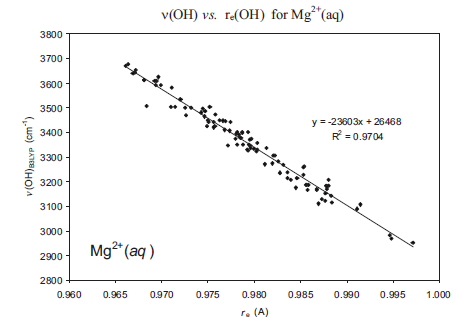 ν(OH) vs. rₑ(OH) for Mg²⁺(aq)
3800
3700
3600
3500
3400
3300
3200
3100
3000
2900
2800
ν(OH)B3LYP (cm⁻¹)
y = -23603x + 26468
R² = 0.9704
Mg²⁺(aq)
0.960 0.965 0.970 0.975 0.980 0.985 0.990 0.995 1.000
rₑ (A)